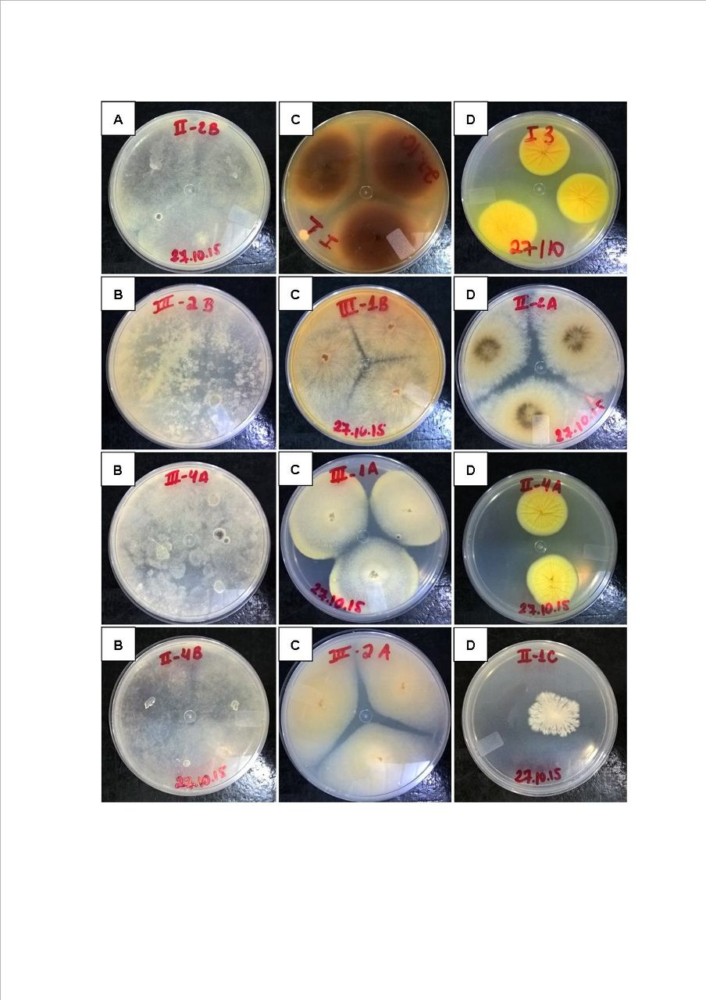 A
II-2B
27.10.15
C
27.10
I 1
D
I 3
27/10
B
III-2B
C
III-1B
27.10.15
D
II-2A
27.10.15
B
III-4A
C
III-1A
27.10.15
D
II-4A
27.10.15
B
II-4B
27.10.15
C
III-2A
D
II-1C
27.10.15